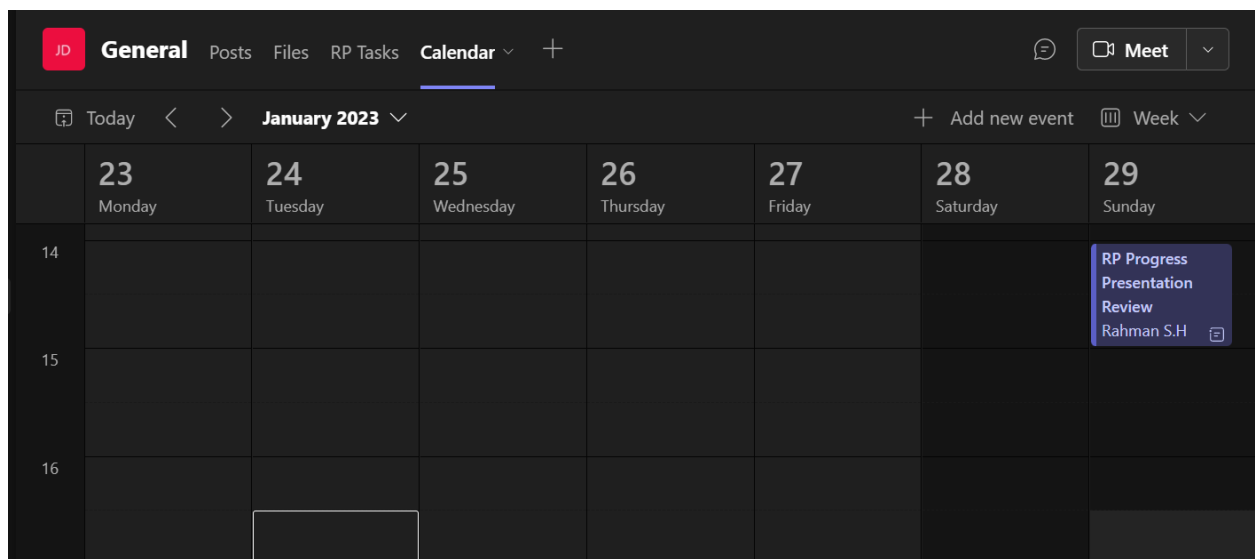 JD General Posts Files RP Tasks Calendar Meet
Today January 2023 Add new event Week
23 24 25 26 27 28 29
Monday Tuesday Wednesday Thursday Friday Saturday Sunday
14
RP Progress
Presentation
Review
Rahman S.H
15
16